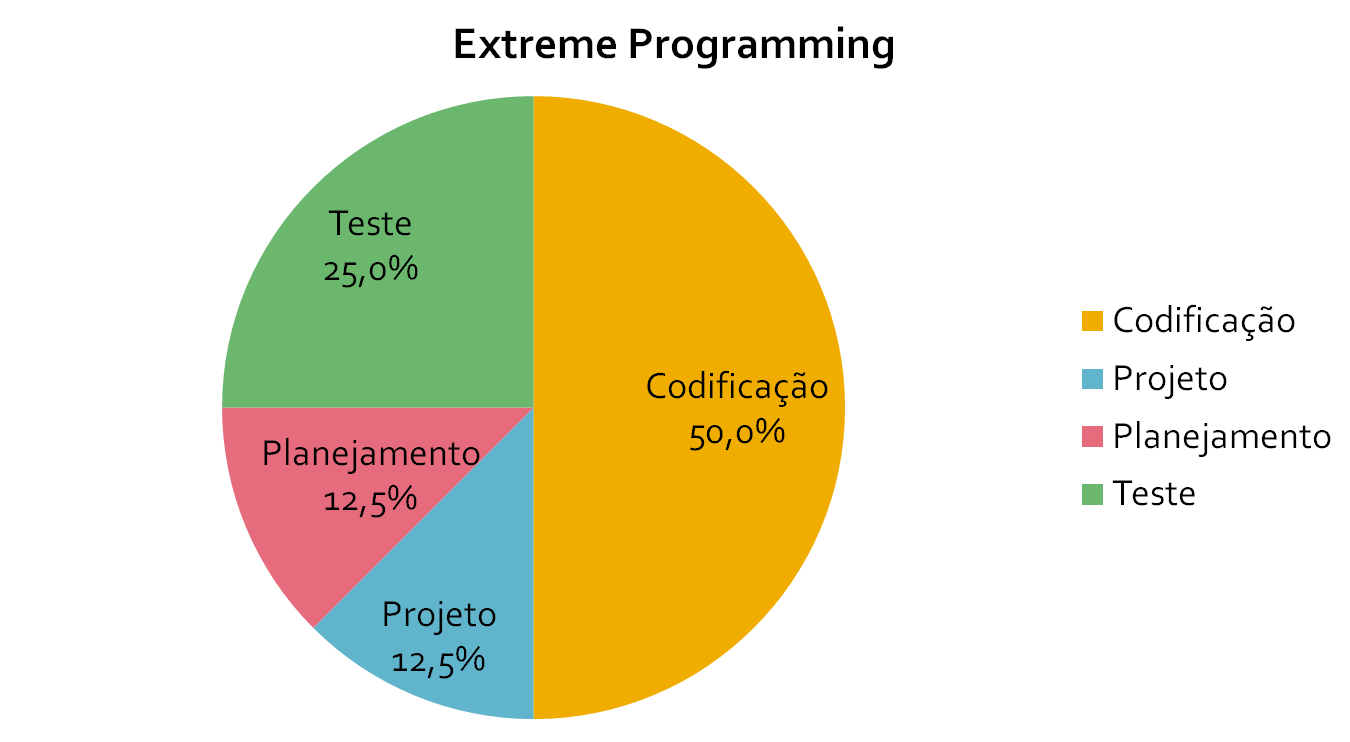 Extreme Programming
Teste
25,0%
Codificação
50,0%
Planejamento
12,5%
Projeto
12,5%
Codificação
Projeto
Planejamento
Teste